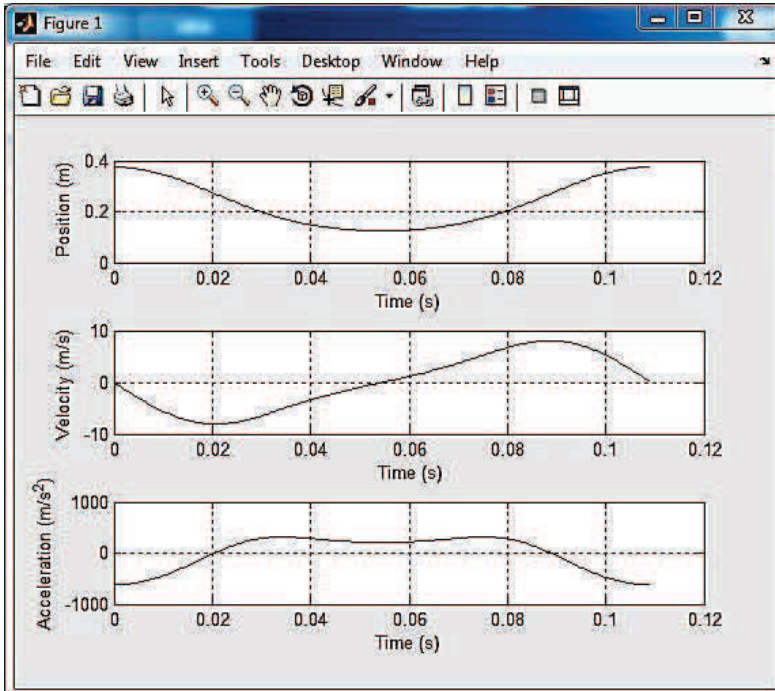 Figure 1
File Edit View Insert Tools Desktop Window Help
0.4
0.2
0
Position (m)
0 0.02 0.04 0.06 0.08 0.1 0.12
Time (s)
10
0
-10
Velocity (m/s)
0 0.02 0.04 0.06 0.08 0.1 0.12
Time (s)
1000
0
-1000
Acceleration (m/s²)
0 0.02 0.04 0.06 0.08 0.1 0.12
Time (s)